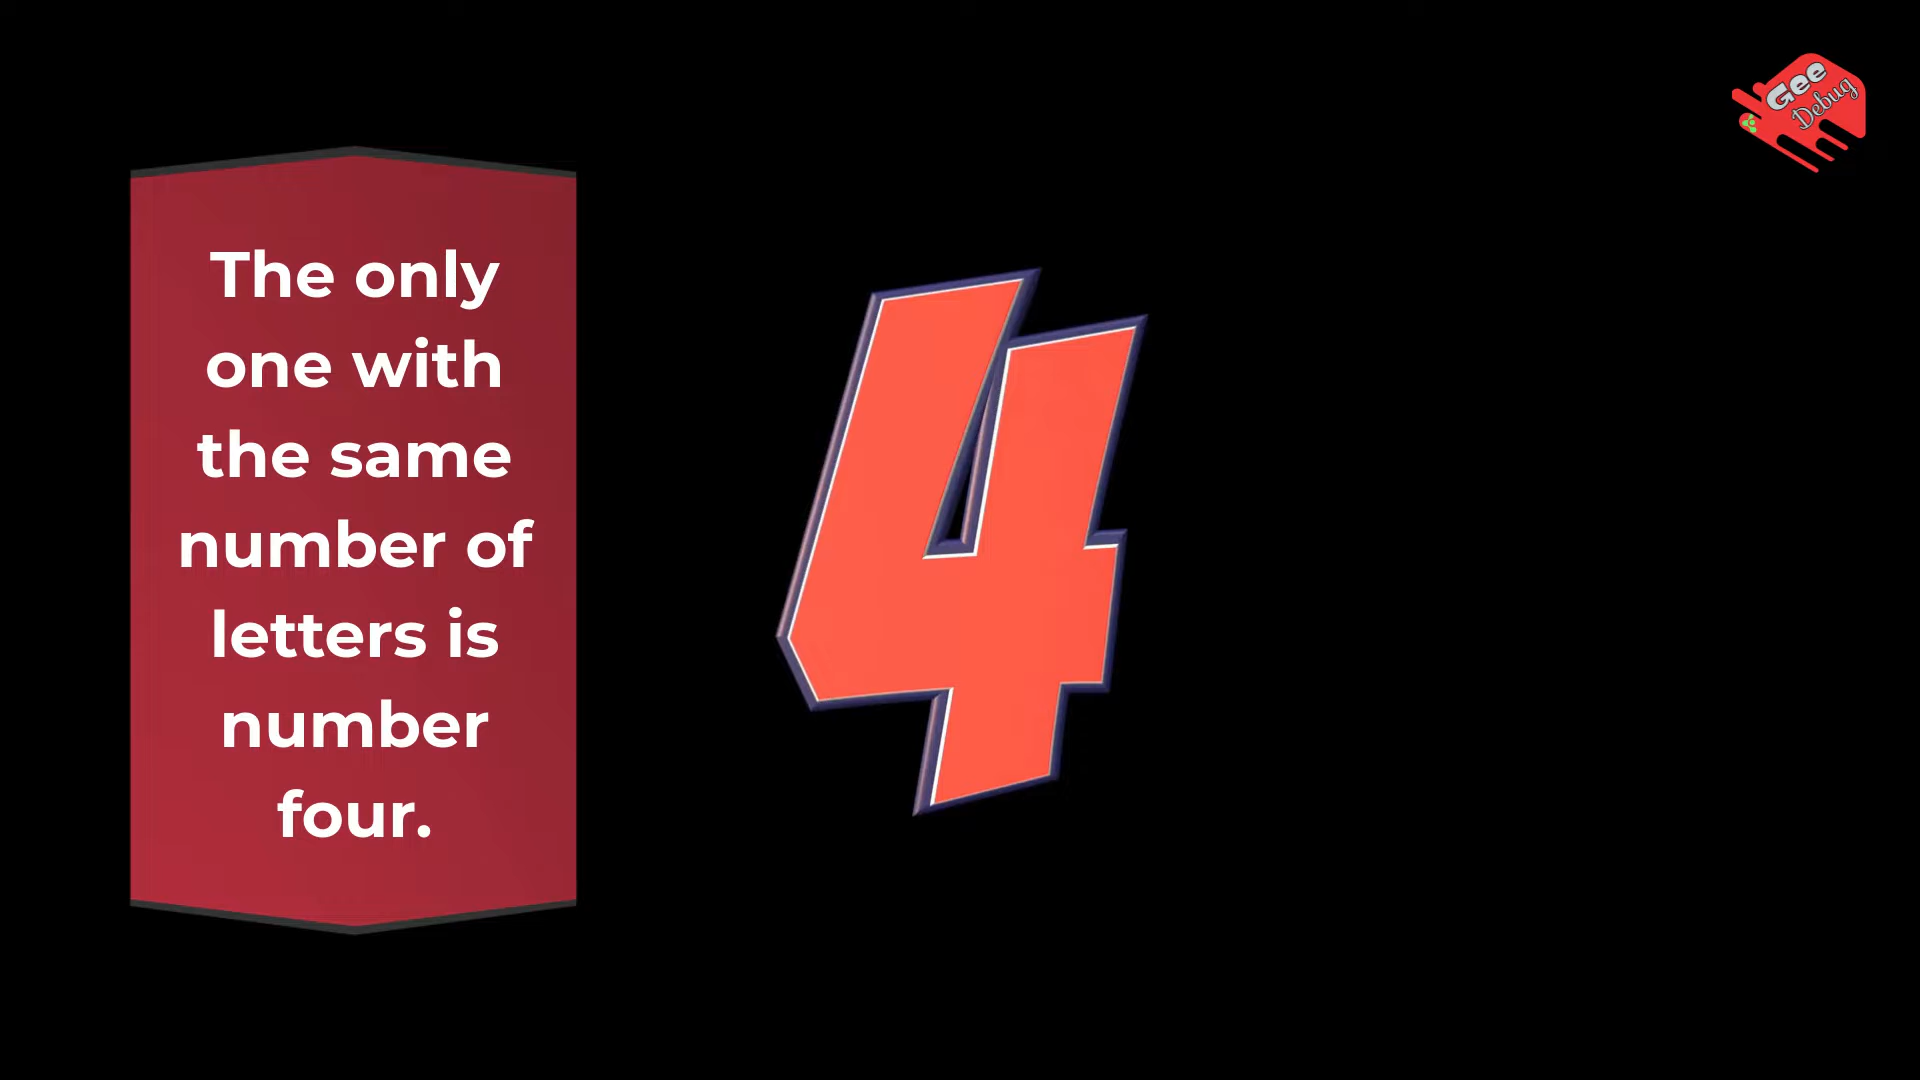 The only
one with
the same
number of
letters is
number
four.
4
Gee
Debug